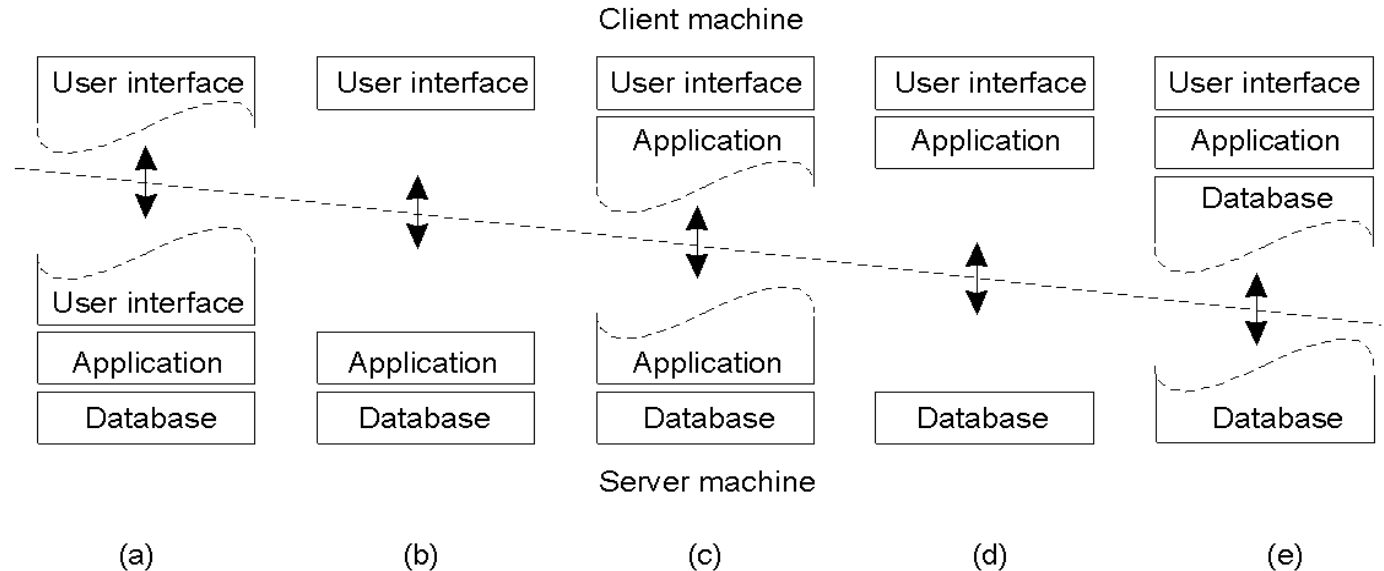 Client machine
User interface User interface User interface User interface User interface
Application Application Application
Database
User interface
Application Application Application
Database Database Database Database Database
Server machine
(a) (b) (c) (d) (e)